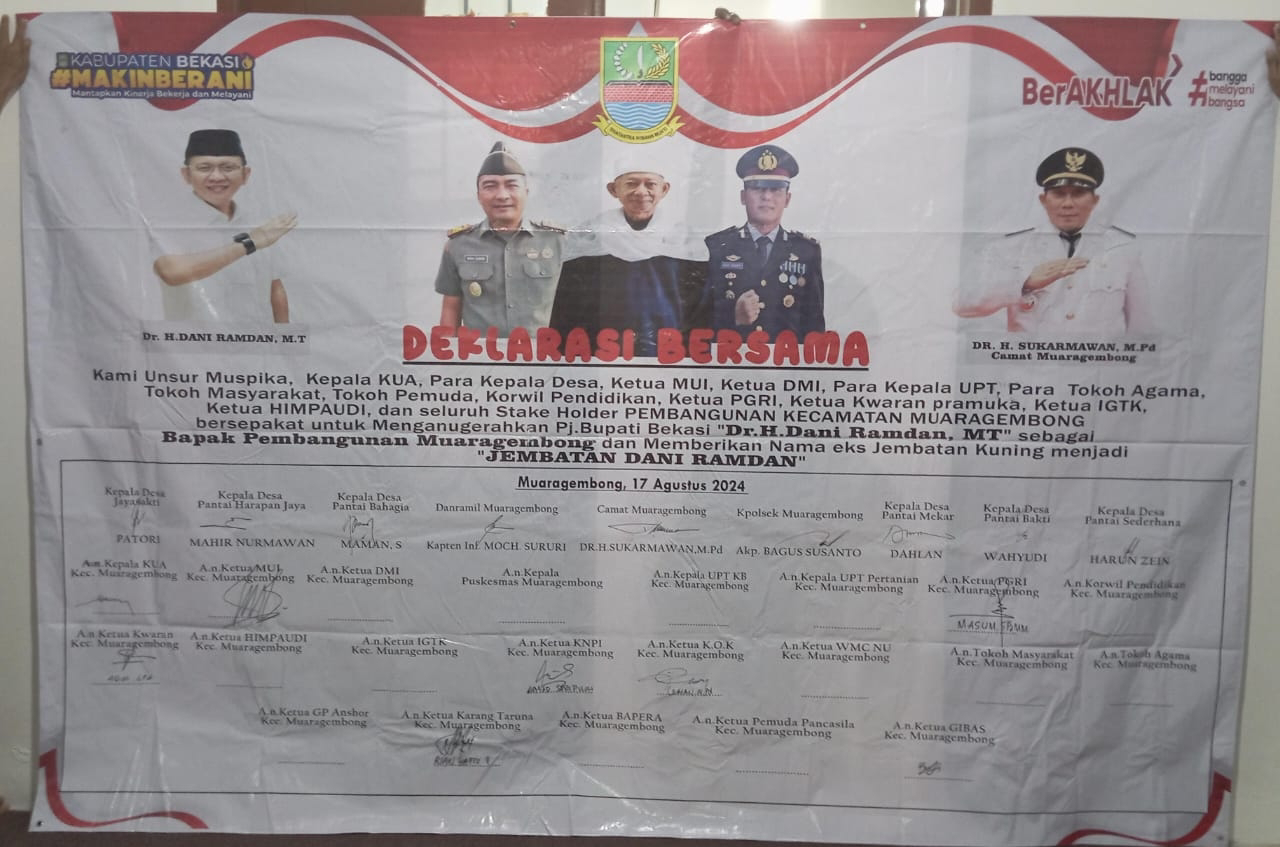 KABUPATEN BEKASI
#MAKINBERANI
Mantapkan Kinerja Bekerja dan Melayani
SWATANTRA WIBAWA MUKTI
BerAKHLAK
#bangga
melayani
bangsa
Dr. H.DANI RAMDAN, M.T
DR. H. SUKARMAWAN, M.Pd
Camat Muaragembong
DEKLARASI BERSAMA
Kami Unsur Muspika, Kepala KUA, Para Kepala Desa, Ketua MUI, Ketua DMI, Para Kepala UPT, Para Tokoh Agama,
Tokoh Masyarakat, Tokoh Pemuda, Korwil Pendidikan, Ketua PGRI, Ketua Kwaran pramuka, Ketua IGTK,
Ketua HIMPAUDI, dan seluruh Stake Holder PEMBANGUNAN KECAMATAN MUARAGEMBONG
bersepakat untuk Menganugerahkan Pj.Bupati Bekasi "Dr.H.Dani Ramdan, MT" sebagai
Bapak Pembangunan Muaragembong dan Memberikan Nama eks Jembatan Kuning menjadi
"JEMBATAN DANI RAMDAN"
Muaragembong, 17 Agustus 2024
Kepala Desa
Jayasakti
PATORI
Kepala Desa
Pantai Harapan Jaya
MAHIR NURMAWAN
Kepala Desa
Pantai Bahagia
MAMAN, S
Danramil Muaragembong
Kapten Inf. MOCH. SURURI
Camat Muaragembong
DR.H.SUKARMAWAN,M.Pd
Kpolsek Muaragembong
Akp. BAGUS SUSANTO
Kepala Desa
Pantai Mekar
DAHLAN
Kepala Desa
Pantai Bakti
WAHYUDI
Kepala Desa
Pantai Sederhana
HARUN ZEIN
A.n.Kepala KUA
Kec. Muaragembong
A.n.Ketua MUI
Kec. Muaragembong
A.n.Ketua DMI
Kec. Muaragembong
A.n.Kepala
Puskesmas Muaragembong
A.n.Kepala UPT KB
Kec. Muaragembong
A.n.Kepala UPT Pertanian
Kec. Muaragembong
A.n.Ketua PGRI
Kec. Muaragembong
MASUM
A.n.Korwil Pendidikan
Kec. Muaragembong
A.n.Ketua Kwaran
Kec. Muaragembong
A.n.Ketua HIMPAUDI
Kec. Muaragembong
A.n.Ketua IGTK
Kec. Muaragembong
A.n.Ketua KNPI
Kec. Muaragembong
A.n.Ketua K.O.K
Kec. Muaragembong
A.n.Ketua WMC NU
Kec. Muaragembong
A.n.Tokoh Masyarakat
Kec. Muaragembong
A.n.Tokoh Agama
Kec. Muaragembong
A.n.Ketua GP Anshor
Kec. Muaragembong
A.n.Ketua Karang Taruna
Kec. Muaragembong
A.n.Ketua BAPERA
Kec. Muaragembong
A.n.Ketua Pemuda Pancasila
Kec. Muaragembong
A.n.Ketua GIBAS
Kec. Muaragembong